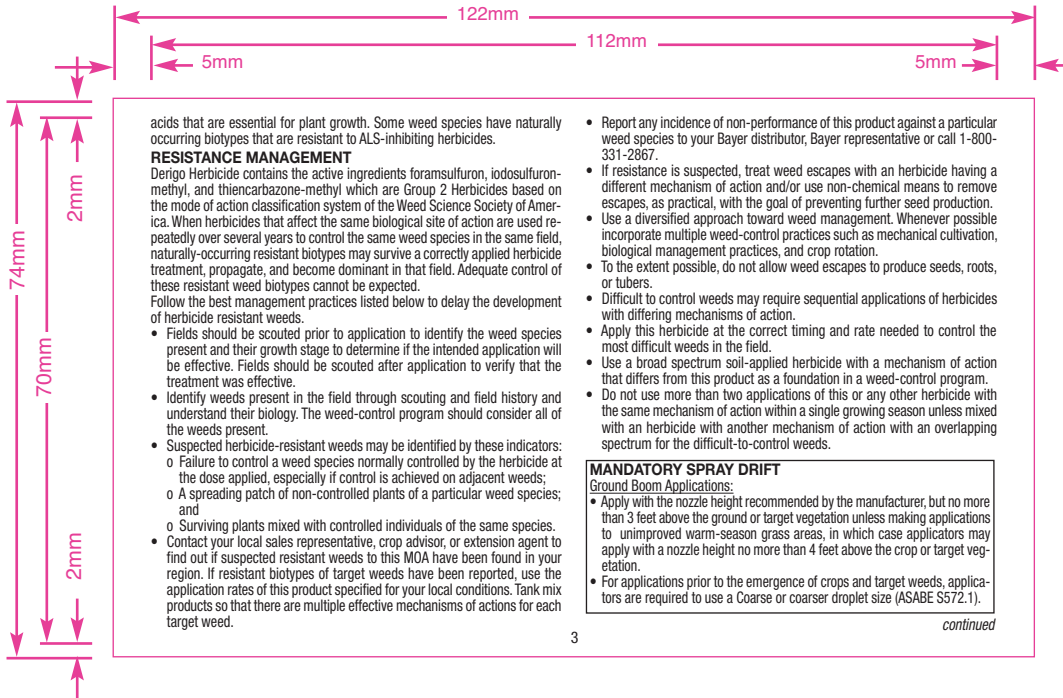 122mm
112mm
5mm
5mm
74mm
70mm
2mm
2mm
acids that are essential for plant growth. Some weed species have naturally
occurring biotypes that are resistant to ALS-inhibiting herbicides.
RESISTANCE MANAGEMENT
Derigo Herbicide contains the active ingredients foramsulfuron, iodosulfuron-
methyl, and thiencarbazone-methyl which are Group 2 Herbicides based on
the mode of action classification system of the Weed Science Society of Amer-
ica. When herbicides that affect the same biological site of action are used re-
peatedly over several years to control the same weed species in the same field,
naturally-occurring resistant biotypes may survive a correctly applied herbicide
treatment, propagate, and become dominant in that field. Adequate control of
these resistant weed biotypes cannot be expected.
Follow the best management practices listed below to delay the development
of herbicide resistant weeds.
• Fields should be scouted prior to application to identify the weed species
present and their growth stage to determine if the intended application will
be effective. Fields should be scouted after application to verify that the
treatment was effective.
• Identify weeds present in the field through scouting and field history and
understand their biology. The weed-control program should consider all of
the weeds present.
• Suspected herbicide-resistant weeds may be identified by these indicators:
o Failure to control a weed species normally controlled by the herbicide at
the dose applied, especially if control is achieved on adjacent weeds;
o A spreading patch of non-controlled plants of a particular weed species;
and
o Surviving plants mixed with controlled individuals of the same species.
• Contact your local sales representative, crop advisor, or extension agent to
find out if suspected resistant weeds to this MOA have been found in your
region. If resistant biotypes of target weeds have been reported, use the
application rates of this product specified for your local conditions. Tank mix
products so that there are multiple effective mechanisms of actions for each
target weed.
• Report any incidence of non-performance of this product against a particular
weed species to your Bayer distributor, Bayer representative or call 1-800-
331-2867.
• If resistance is suspected, treat weed escapes with an herbicide having a
different mechanism of action and/or use non-chemical means to remove
escapes, as practical, with the goal of preventing further seed production.
• Use a diversified approach toward weed management. Whenever possible
incorporate multiple weed-control practices such as mechanical cultivation,
biological management practices, and crop rotation.
• To the extent possible, do not allow weed escapes to produce seeds, roots,
or tubers.
• Difficult to control weeds may require sequential applications of herbicides
with differing mechanisms of action.
• Apply this herbicide at the correct timing and rate needed to control the
most difficult weeds in the field.
• Use a broad spectrum soil-applied herbicide with a mechanism of action
that differs from this product as a foundation in a weed-control program.
• Do not use more than two applications of this or any other herbicide with
the same mechanism of action within a single growing season unless mixed
with an herbicide with another mechanism of action with an overlapping
spectrum for the difficult-to-control weeds.
MANDATORY SPRAY DRIFT
Ground Boom Applications:
• Apply with the nozzle height recommended by the manufacturer, but no more
than 3 feet above the ground or target vegetation unless making applications
to unimproved warm-season grass areas, in which case applicators may
apply with a nozzle height no more than 4 feet above the crop or target veg-
etation.
• For applications prior to the emergence of crops and target weeds, applica-
tors are required to use a Coarse or coarser droplet size (ASABE S572.1).
continued
3